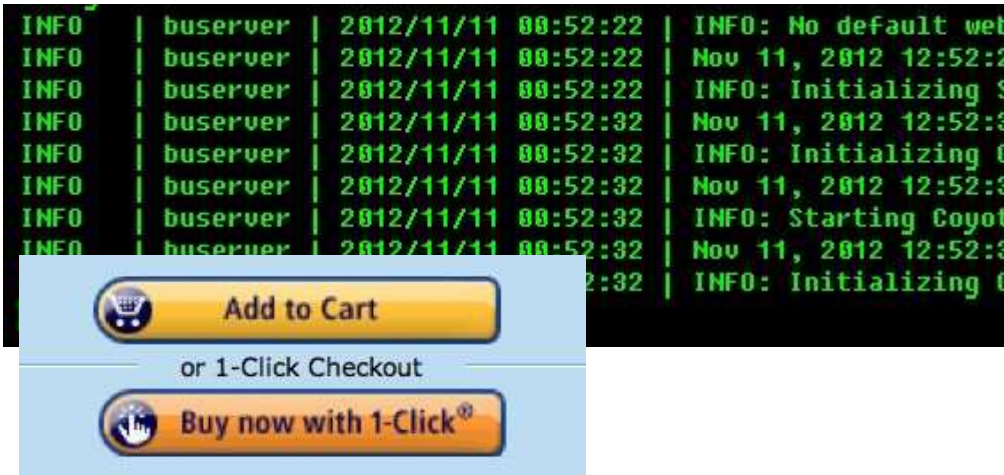 INFO | buserver | 2012/11/11 00:52:22 | INFO: No default web
INFO | buserver | 2012/11/11 00:52:22 | Nov 11, 2012 12:52:2
INFO | buserver | 2012/11/11 00:52:22 | INFO: Initializing
INFO | buserver | 2012/11/11 00:52:32 | Nov 11, 2012 12:52:3
INFO | buserver | 2012/11/11 00:52:32 | INFO: Initializing
INFO | buserver | 2012/11/11 00:52:32 | Nov 11, 2012 12:52:3
INFO | buserver | 2012/11/11 00:52:32 | INFO: Starting Coyot
INFO | buserver | 2012/11/11 00:52:32 | Nov 11, 2012 12:52:3
2:32 | INFO: Initializing
Add to Cart
or 1-Click Checkout
Buy now with 1-Click®